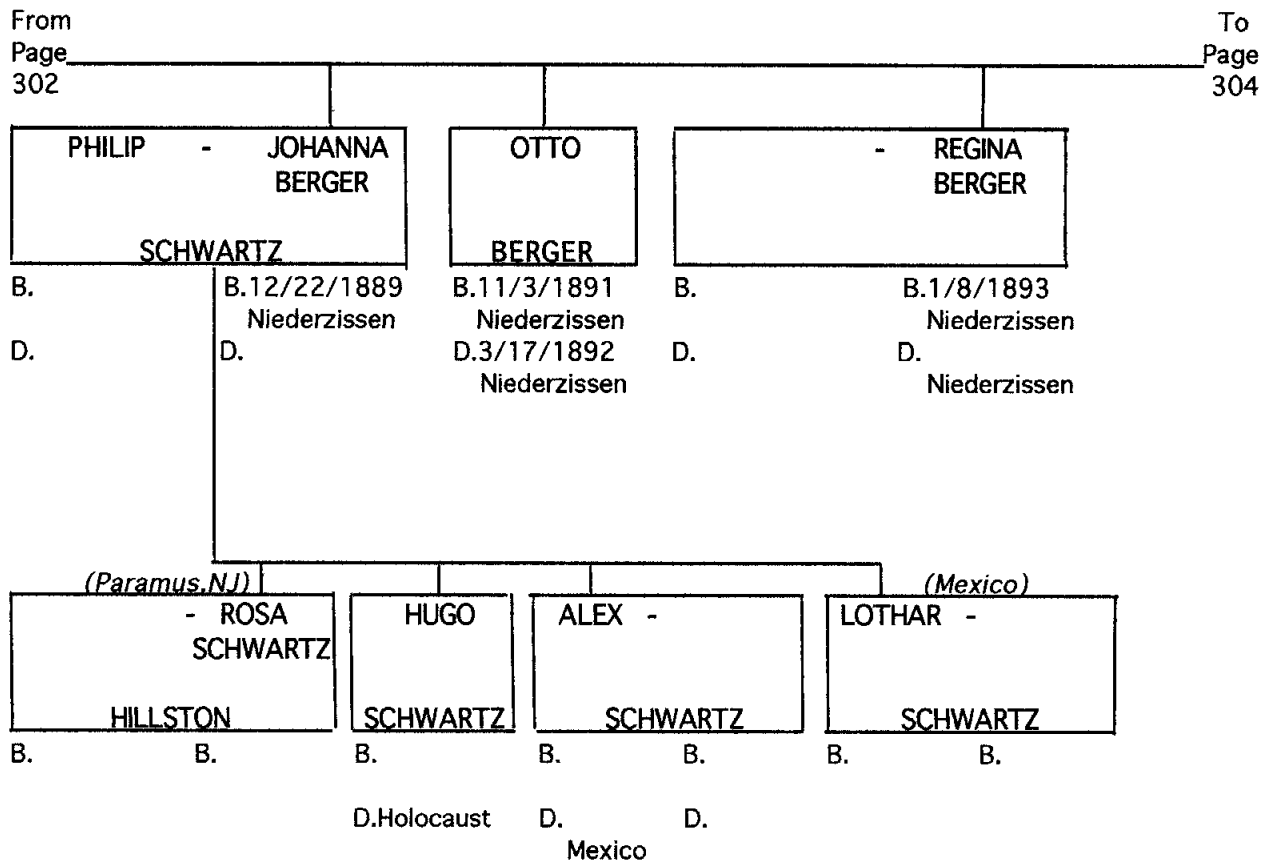 From
Page
302
To
Page
304
PHILIP - JOHANNA
BERGER
SCHWARTZ
B. B.12/22/1889
Niederzissen
D. D.
OTTO
BERGER
B.11/3/1891
Niederzissen
D.3/17/1892
Niederzissen
- REGINA
BERGER
B. B.1/8/1893
Niederzissen
D. D.
Niederzissen
(Paramus,NJ)
- ROSA
SCHWARTZ
HILLSTON
B. B.
HUGO
SCHWARTZ
B.
D.Holocaust
ALEX -
SCHWARTZ
B. B.
D. D.
Mexico
(Mexico)
LOTHAR -
SCHWARTZ
B. B.